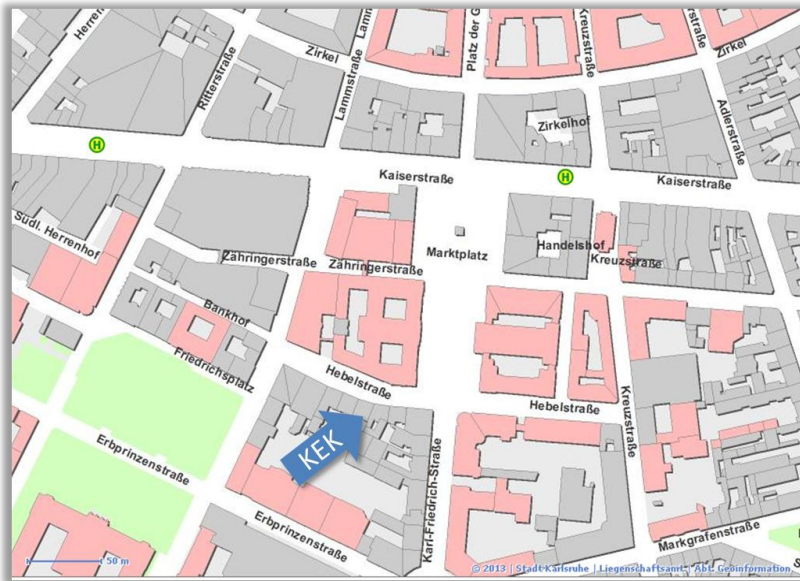 Herren
Ritterstraße
Zirkel
Lamm
Lammstraße
Platz der G
Kreuzstraße
rstraße
Zirkel
Adlerstraße
Zirkelhof
H
H
Kaiserstraße
Kaiserstraße
Südl. Herrenhof
Zähringerstraße
Zähringerstraße
Marktplatz
Handelshof
Kreuzstraße
Bankhof
Friedrichsplatz
Hebelstraße
Hebelstraße
Kreuzstraße
KEK
Erbprinzenstraße
Karl-Friedrich-Straße
Erbprinzenstraße
Markgrafenstraße
50 m
© 2013 | Stadt Karlsruhe | Liegenschaftsamt | Abt. Geoinformation